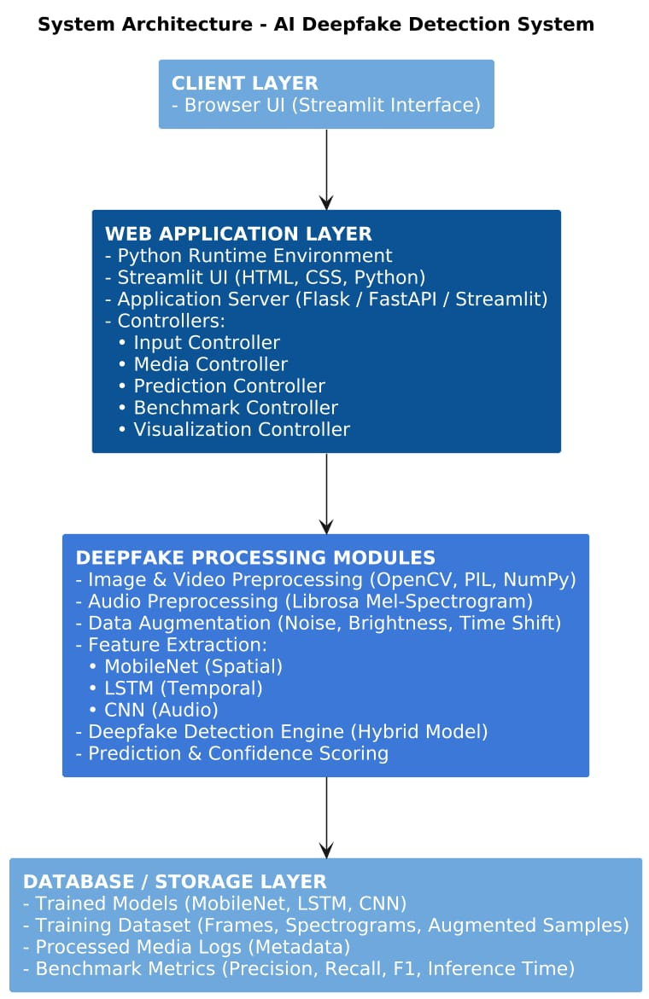 System Architecture - AI Deepfake Detection System
CLIENT LAYER
- Browser UI (Streamlit Interface)
WEB APPLICATION LAYER
- Python Runtime Environment
- Streamlit UI (HTML, CSS, Python)
- Application Server (Flask / FastAPI / Streamlit)
- Controllers:
• Input Controller
• Media Controller
• Prediction Controller
• Benchmark Controller
• Visualization Controller
DEEPFAKE PROCESSING MODULES
- Image & Video Preprocessing (OpenCV, PIL, NumPy)
- Audio Preprocessing (Librosa Mel-Spectrogram)
- Data Augmentation (Noise, Brightness, Time Shift)
- Feature Extraction:
• MobileNet (Spatial)
• LSTM (Temporal)
• CNN (Audio)
- Deepfake Detection Engine (Hybrid Model)
- Prediction & Confidence Scoring
DATABASE / STORAGE LAYER
- Trained Models (MobileNet, LSTM, CNN)
- Training Dataset (Frames, Spectrograms, Augmented Samples)
- Processed Media Logs (Metadata)
- Benchmark Metrics (Precision, Recall, F1, Inference Time)